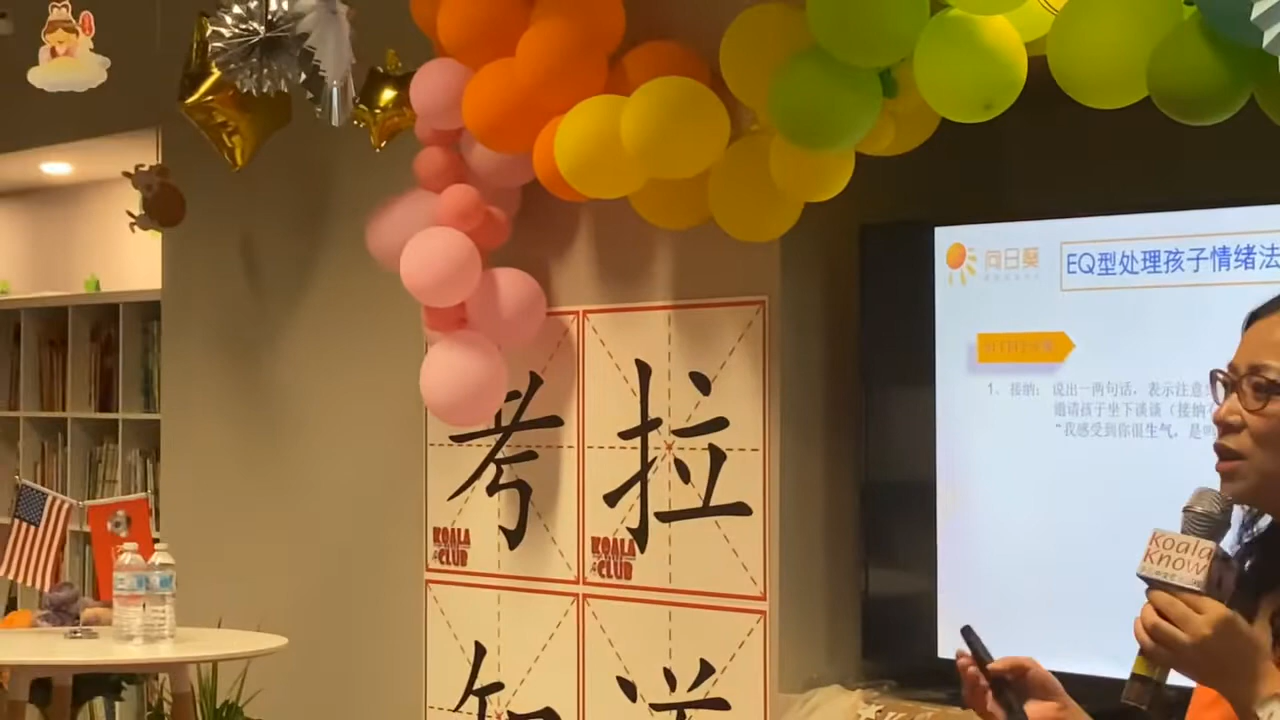 向日葵
EQ型处理孩子情绪法
1、接纳：说出一两句话，表示注意
邀请孩子坐下谈谈（接纳
“我感受到你很生气，是
考拉
KOALA
CLUB
KOALA
CLUB
koala
know